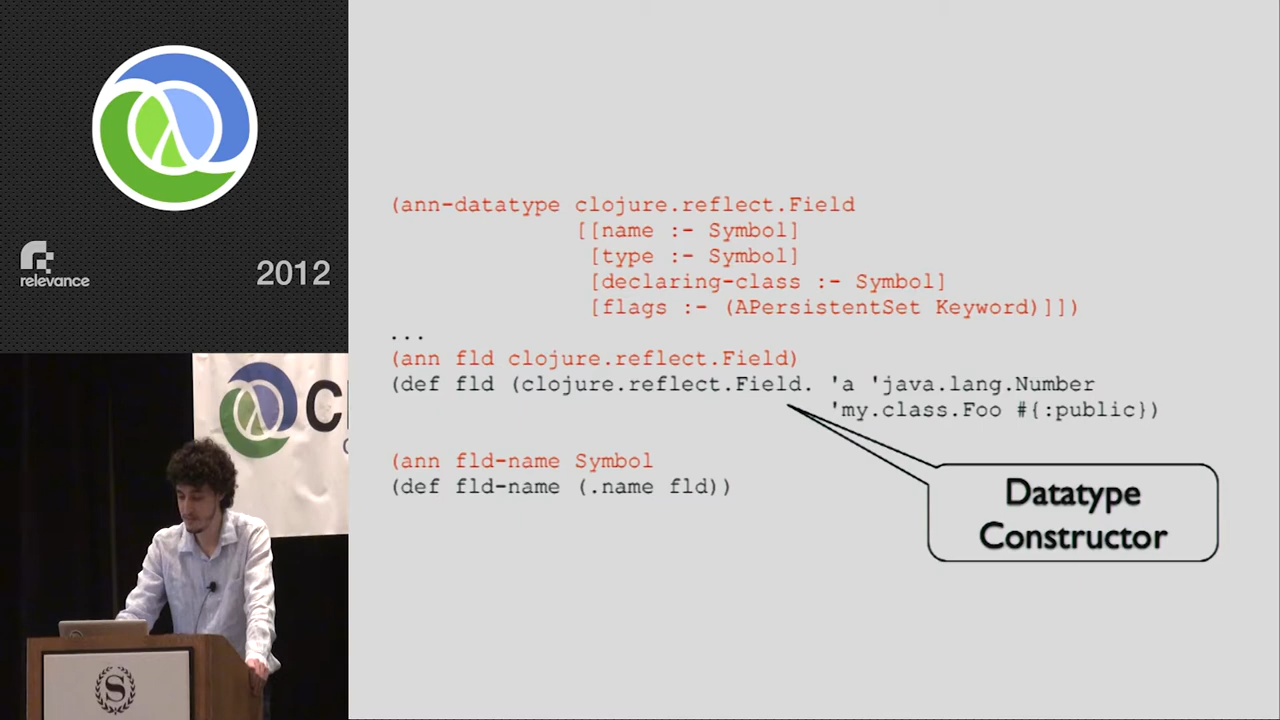 relevance
2012
(ann-datatype clojure.reflect.Field
[[name :- Symbol]
[type :- Symbol]
[declaring-class :- Symbol]
[flags :- (APersistentSet Keyword)]])
...
(ann fld clojure.reflect.Field)
(def fld (clojure.reflect.Field. 'a 'java.lang.Number
'my.class.Foo #{:public})
(ann fld-name Symbol
(def fld-name (.name fld))
Datatype
Constructor
S